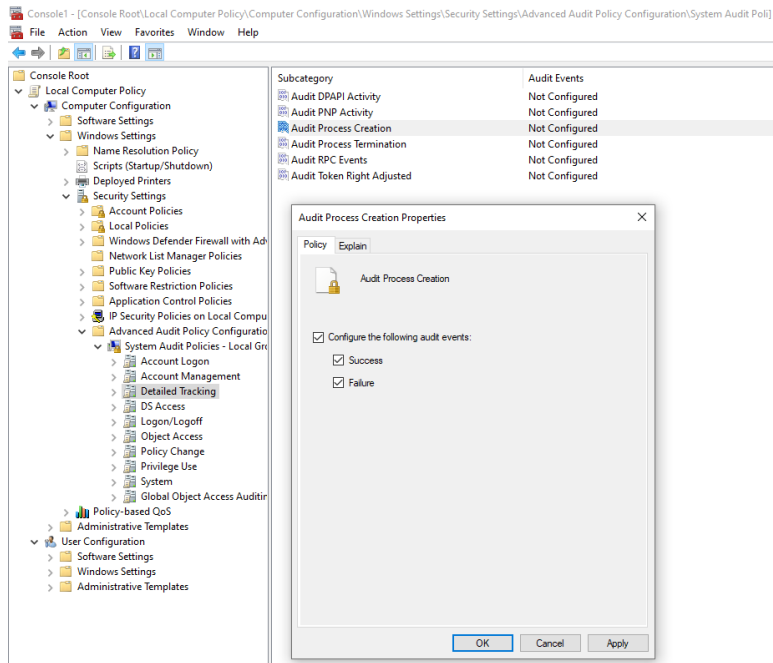 Console1 - [Console Root\Local Computer Policy\Computer Configuration\Windows Settings\Security Settings\Advanced Audit Policy Configuration\System Audit Poli]
File Action View Favorites Window Help
Console Root
Local Computer Policy
Computer Configuration
Software Settings
Windows Settings
Name Resolution Policy
Scripts (Startup/Shutdown)
Deployed Printers
Security Settings
Account Policies
Local Policies
Windows Defender Firewall with Adv
Network List Manager Policies
Public Key Policies
Software Restriction Policies
Application Control Policies
IP Security Policies on Local Compu
Advanced Audit Policy Configuratio
System Audit Policies - Local Gro
Account Logon
Account Management
Detailed Tracking
DS Access
Logon/Logoff
Object Access
Policy Change
Privilege Use
System
Global Object Access Auditin
Policy-based QoS
Administrative Templates
User Configuration
Software Settings
Windows Settings
Administrative Templates
Subcategory Audit Events
Audit DPAPI Activity Not Configured
Audit PNP Activity Not Configured
Audit Process Creation Not Configured
Audit Process Termination Not Configured
Audit RPC Events Not Configured
Audit Token Right Adjusted Not Configured
Audit Process Creation Properties
Policy Explain
Audit Process Creation
Configure the following audit events:
Success
Failure
OK Cancel Apply